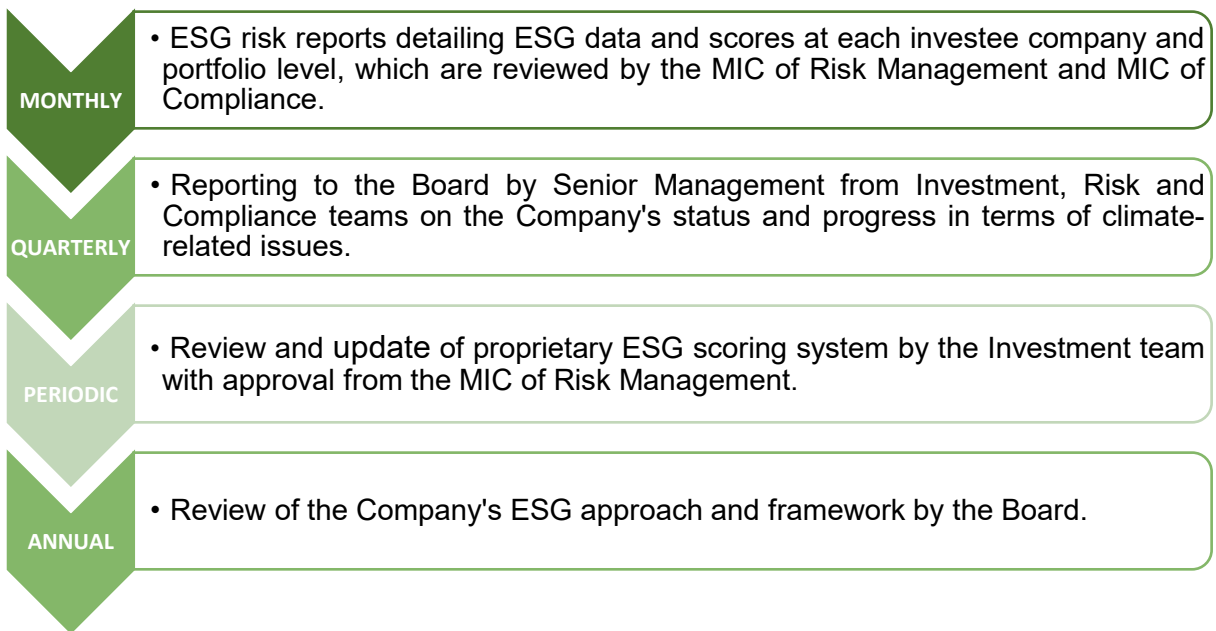 MONTHLY
• ESG risk reports detailing ESG data and scores at each investee company and
portfolio level, which are reviewed by the MIC of Risk Management and MIC of
Compliance.
QUARTERLY
• Reporting to the Board by Senior Management from Investment, Risk and
Compliance teams on the Company's status and progress in terms of climate-
related issues.
PERIODIC
• Review and update of proprietary ESG scoring system by the Investment team
with approval from the MIC of Risk Management.
ANNUAL
• Review of the Company's ESG approach and framework by the Board.